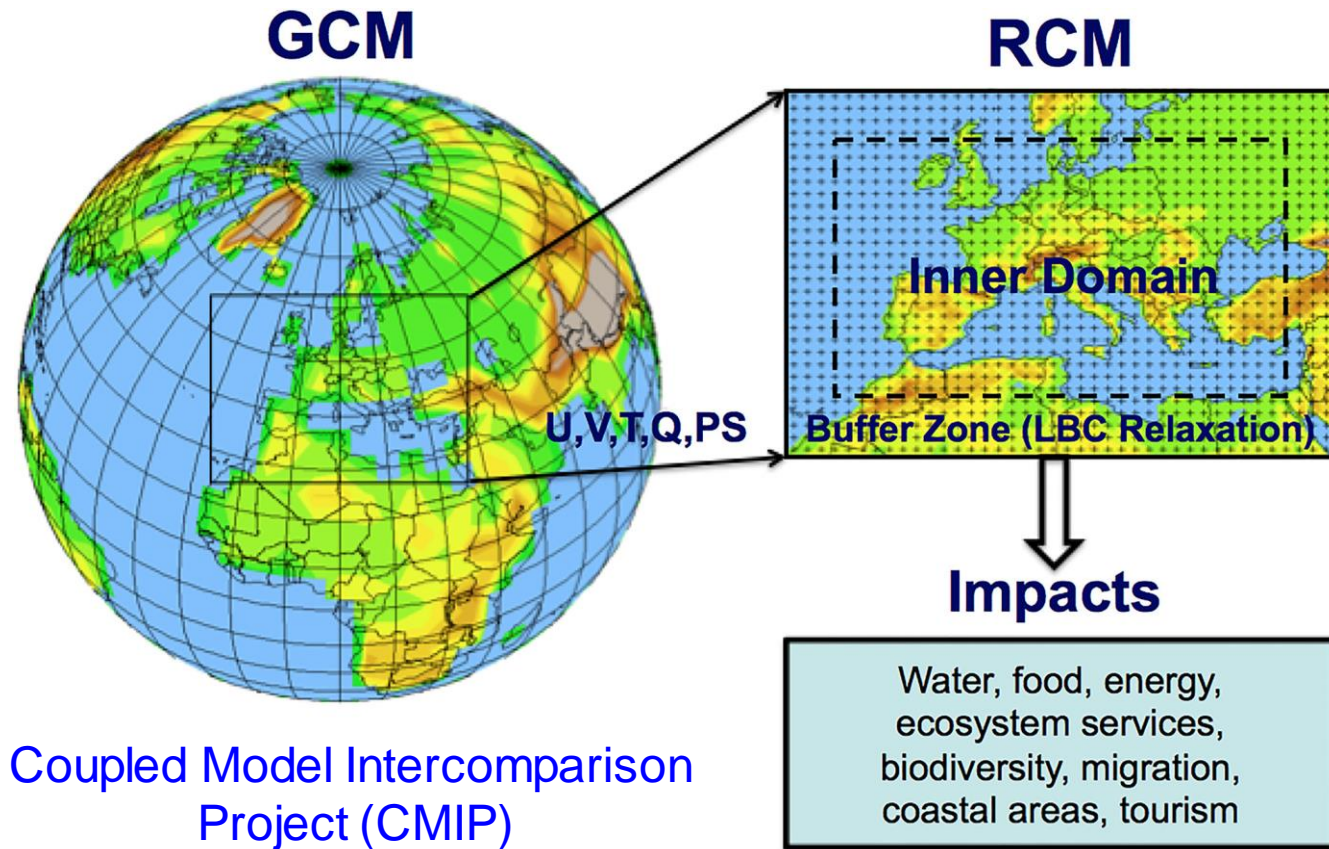 GCM
RCM
Inner Domain
U,V,T,Q,PS
Buffer Zone (LBC Relaxation)
Impacts
Water, food, energy,
ecosystem services,
biodiversity, migration,
coastal areas, tourism
Coupled Model Intercomparison
Project (CMIP)